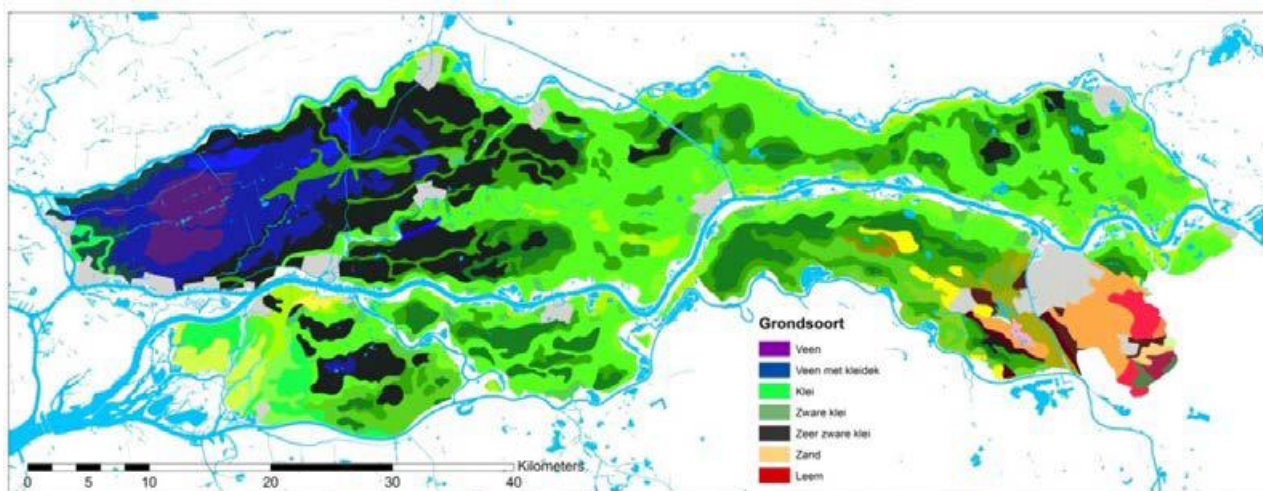 Grondsoort
Veen
Veen met kleidek
Klei
Zware klei
Zeer zware klei
Zand
Leem
Kilometers
0 5 10 20 30 40